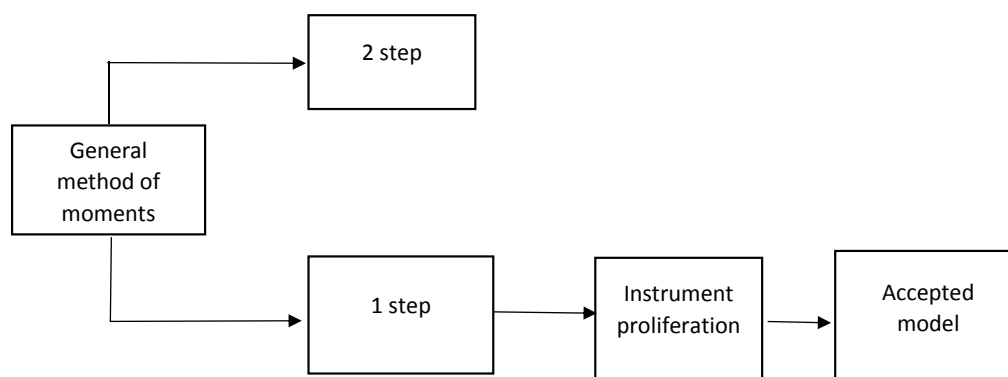 2 step
General
method of
moments
1 step
Instrument
proliferation
Accepted
model